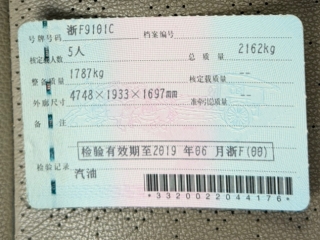 号牌号码 浙F9101C 档案编号
核定载人数 5人 总质量 2162kg
整备质量 1787kg 核定载质量 --
外廓尺寸 4748×1933×1697mm 准牵引总质量 --
备注
检验有效期至2019 年06 月浙F(00)
检验记录
汽油
*3320022044176*